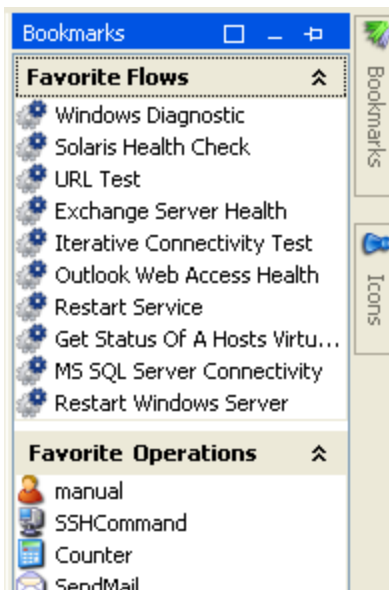 Bookmarks
Favorite Flows
Windows Diagnostic
Solaris Health Check
URL Test
Exchange Server Health
Iterative Connectivity Test
Outlook Web Access Health
Restart Service
Get Status Of A Hosts Virtu...
MS SQL Server Connectivity
Restart Windows Server
Favorite Operations
manual
SSHCommand
Counter
SendMail
Bookmarks
Icons